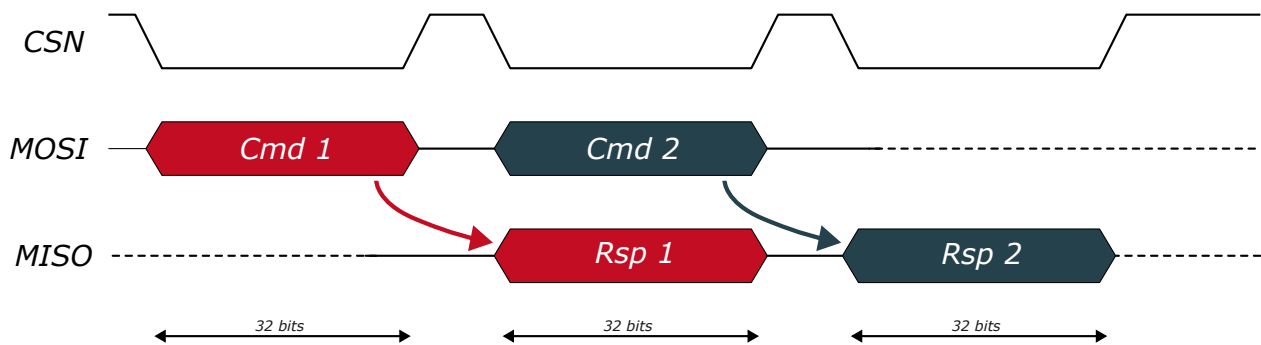 CSN
MOSI
Cmd 1
Cmd 2
MISO
Rsp 1
Rsp 2
32 bits
32 bits
32 bits